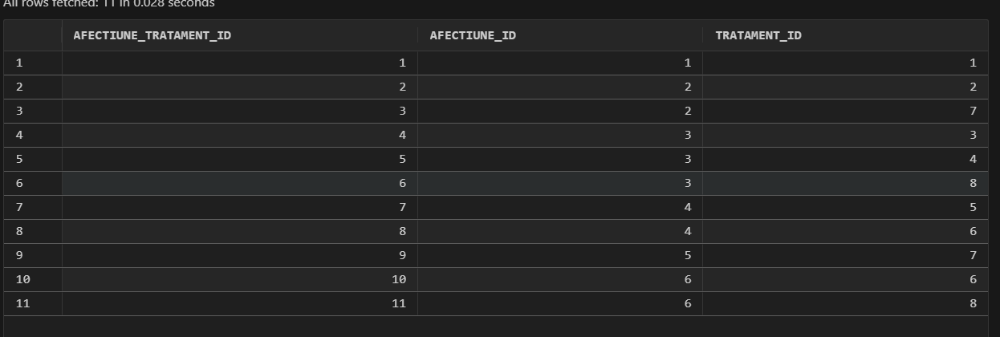 All rows fetched: 11 in 0.028 seconds
AFECTIUNE_TRATAMENT_ID AFECTIUNE_ID TRATAMENT_ID
1 1 1 1
2 2 2 2
3 3 2 7
4 4 3 3
5 5 3 4
6 6 3 8
7 7 4 5
8 8 4 6
9 9 5 7
10 10 6 6
11 11 6 8